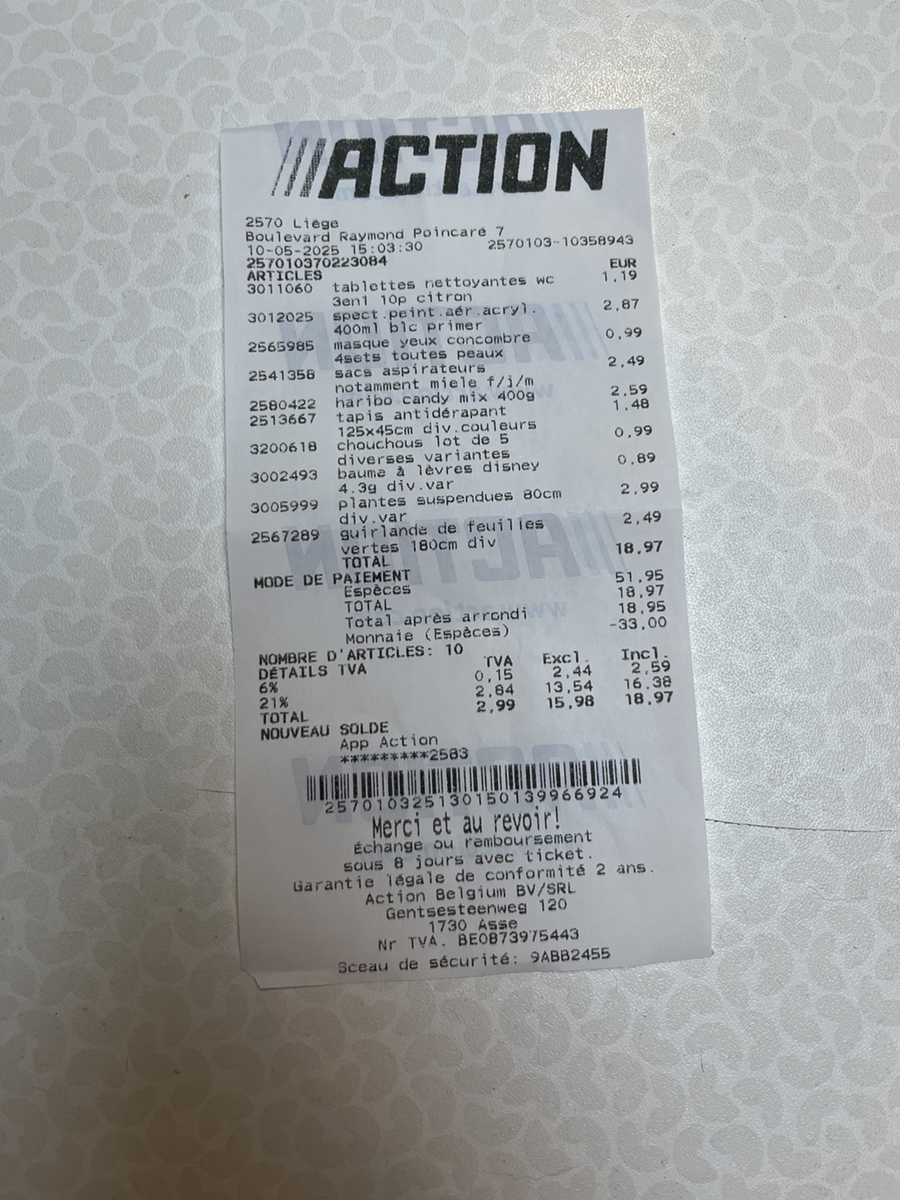 ///ACTION
2570 Liège
Boulevard Raymond Poincaré 7
10-05-2025 15:03:30 2570103-10358943
257010370223084
ARTICLES EUR
3011060 tablettes nettoyantes wc 1,19
3en1 10p citron
3012025 spect.peint.aér.acryl. 2,87
400ml blc primer
2565985 masque yeux concombre 0,99
4sets toutes peaux
2541358 sacs aspirateurs 2,49
notamment miele f/j/m
2580422 haribo candy mix 400g 2,59
2513667 tapis antidérapant 1,48
125x45cm div.couleurs
3200618 chouchous lot de 5 0,99
diverses variantes
3002493 baume à lèvres disney 0,89
4.3g div.var
3005999 plantes suspendues 80cm 2,99
div.var
2567289 guirlande de feuilles 2,49
vertes 180cm div
TOTAL 18,97
MODE DE PAIEMENT
Espèces 51,95
TOTAL 18,97
Total après arrondi 18,95
Monnaie (Espèces) -33,00
NOMBRE D'ARTICLES: 10
DÉTAILS TVA TVA Excl. Incl.
6% 0,15 2,44 2,59
21% 2,84 13,54 16,38
TOTAL 2,99 15,98 18,97
NOUVEAU SOLDE
App Action
*********2583
257010325130150139966924
Merci et au revoir!
Échange ou remboursement
sous 8 jours avec ticket.
Garantie légale de conformité 2 ans.
Action Belgium BV/SRL
Gentsesteenweg 120
1730 Asse
Nr TVA. BE0873975443
Sceau de sécurité: 9ABB2455